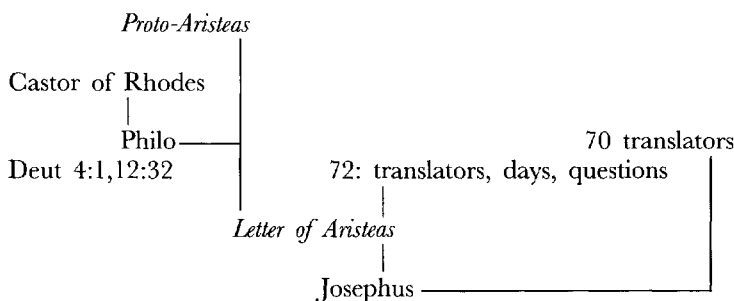 Proto-Aristeas
Castor of Rhodes
Philo
70 translators
Deut 4:1,12:32
72: translators, days, questions
Letter of Aristeas
Josephus